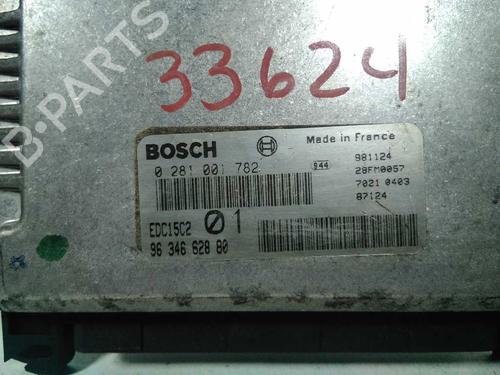 33624
B-PARTS
BOSCH
Made in France
0 281 001 782
944
981124
28FM0057
7021 0403
87124
EDC15C2
01
96 346 628 80